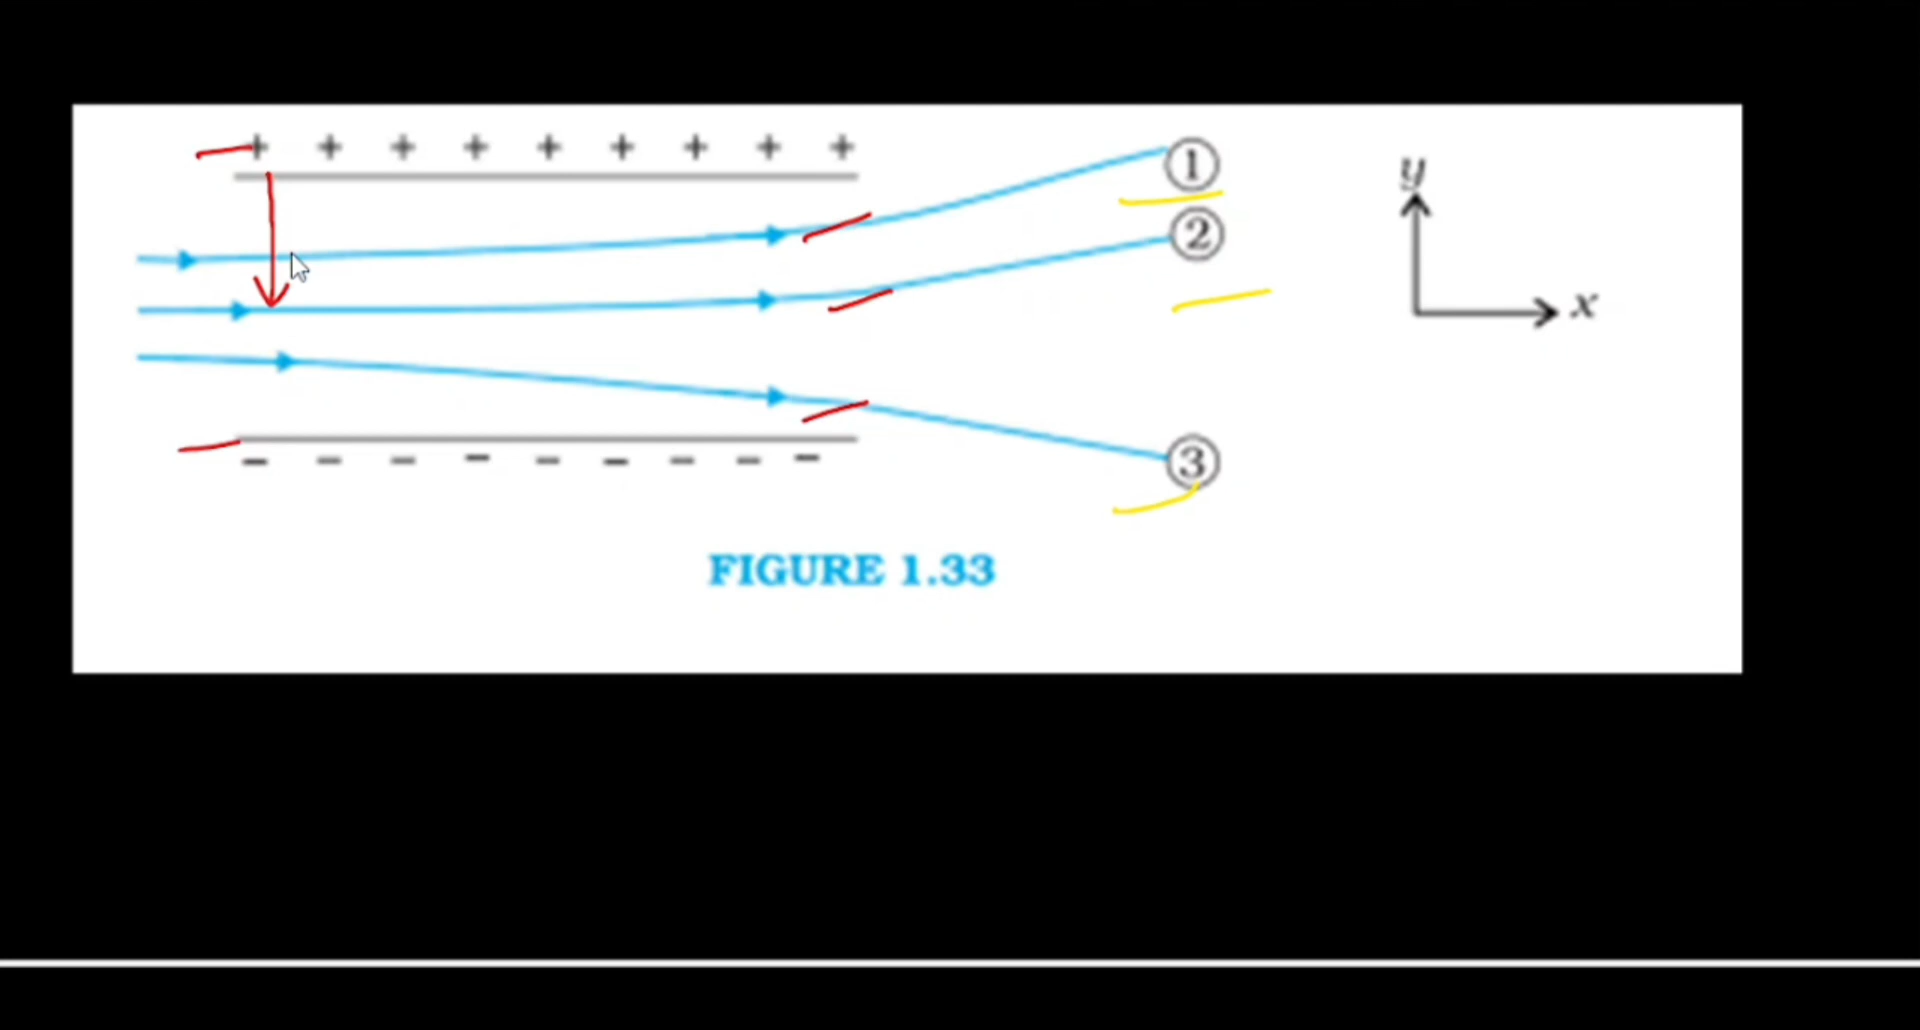 + + + + + + + + +
①
②
③
y
x
− − − − − − − − −
FIGURE 1.33